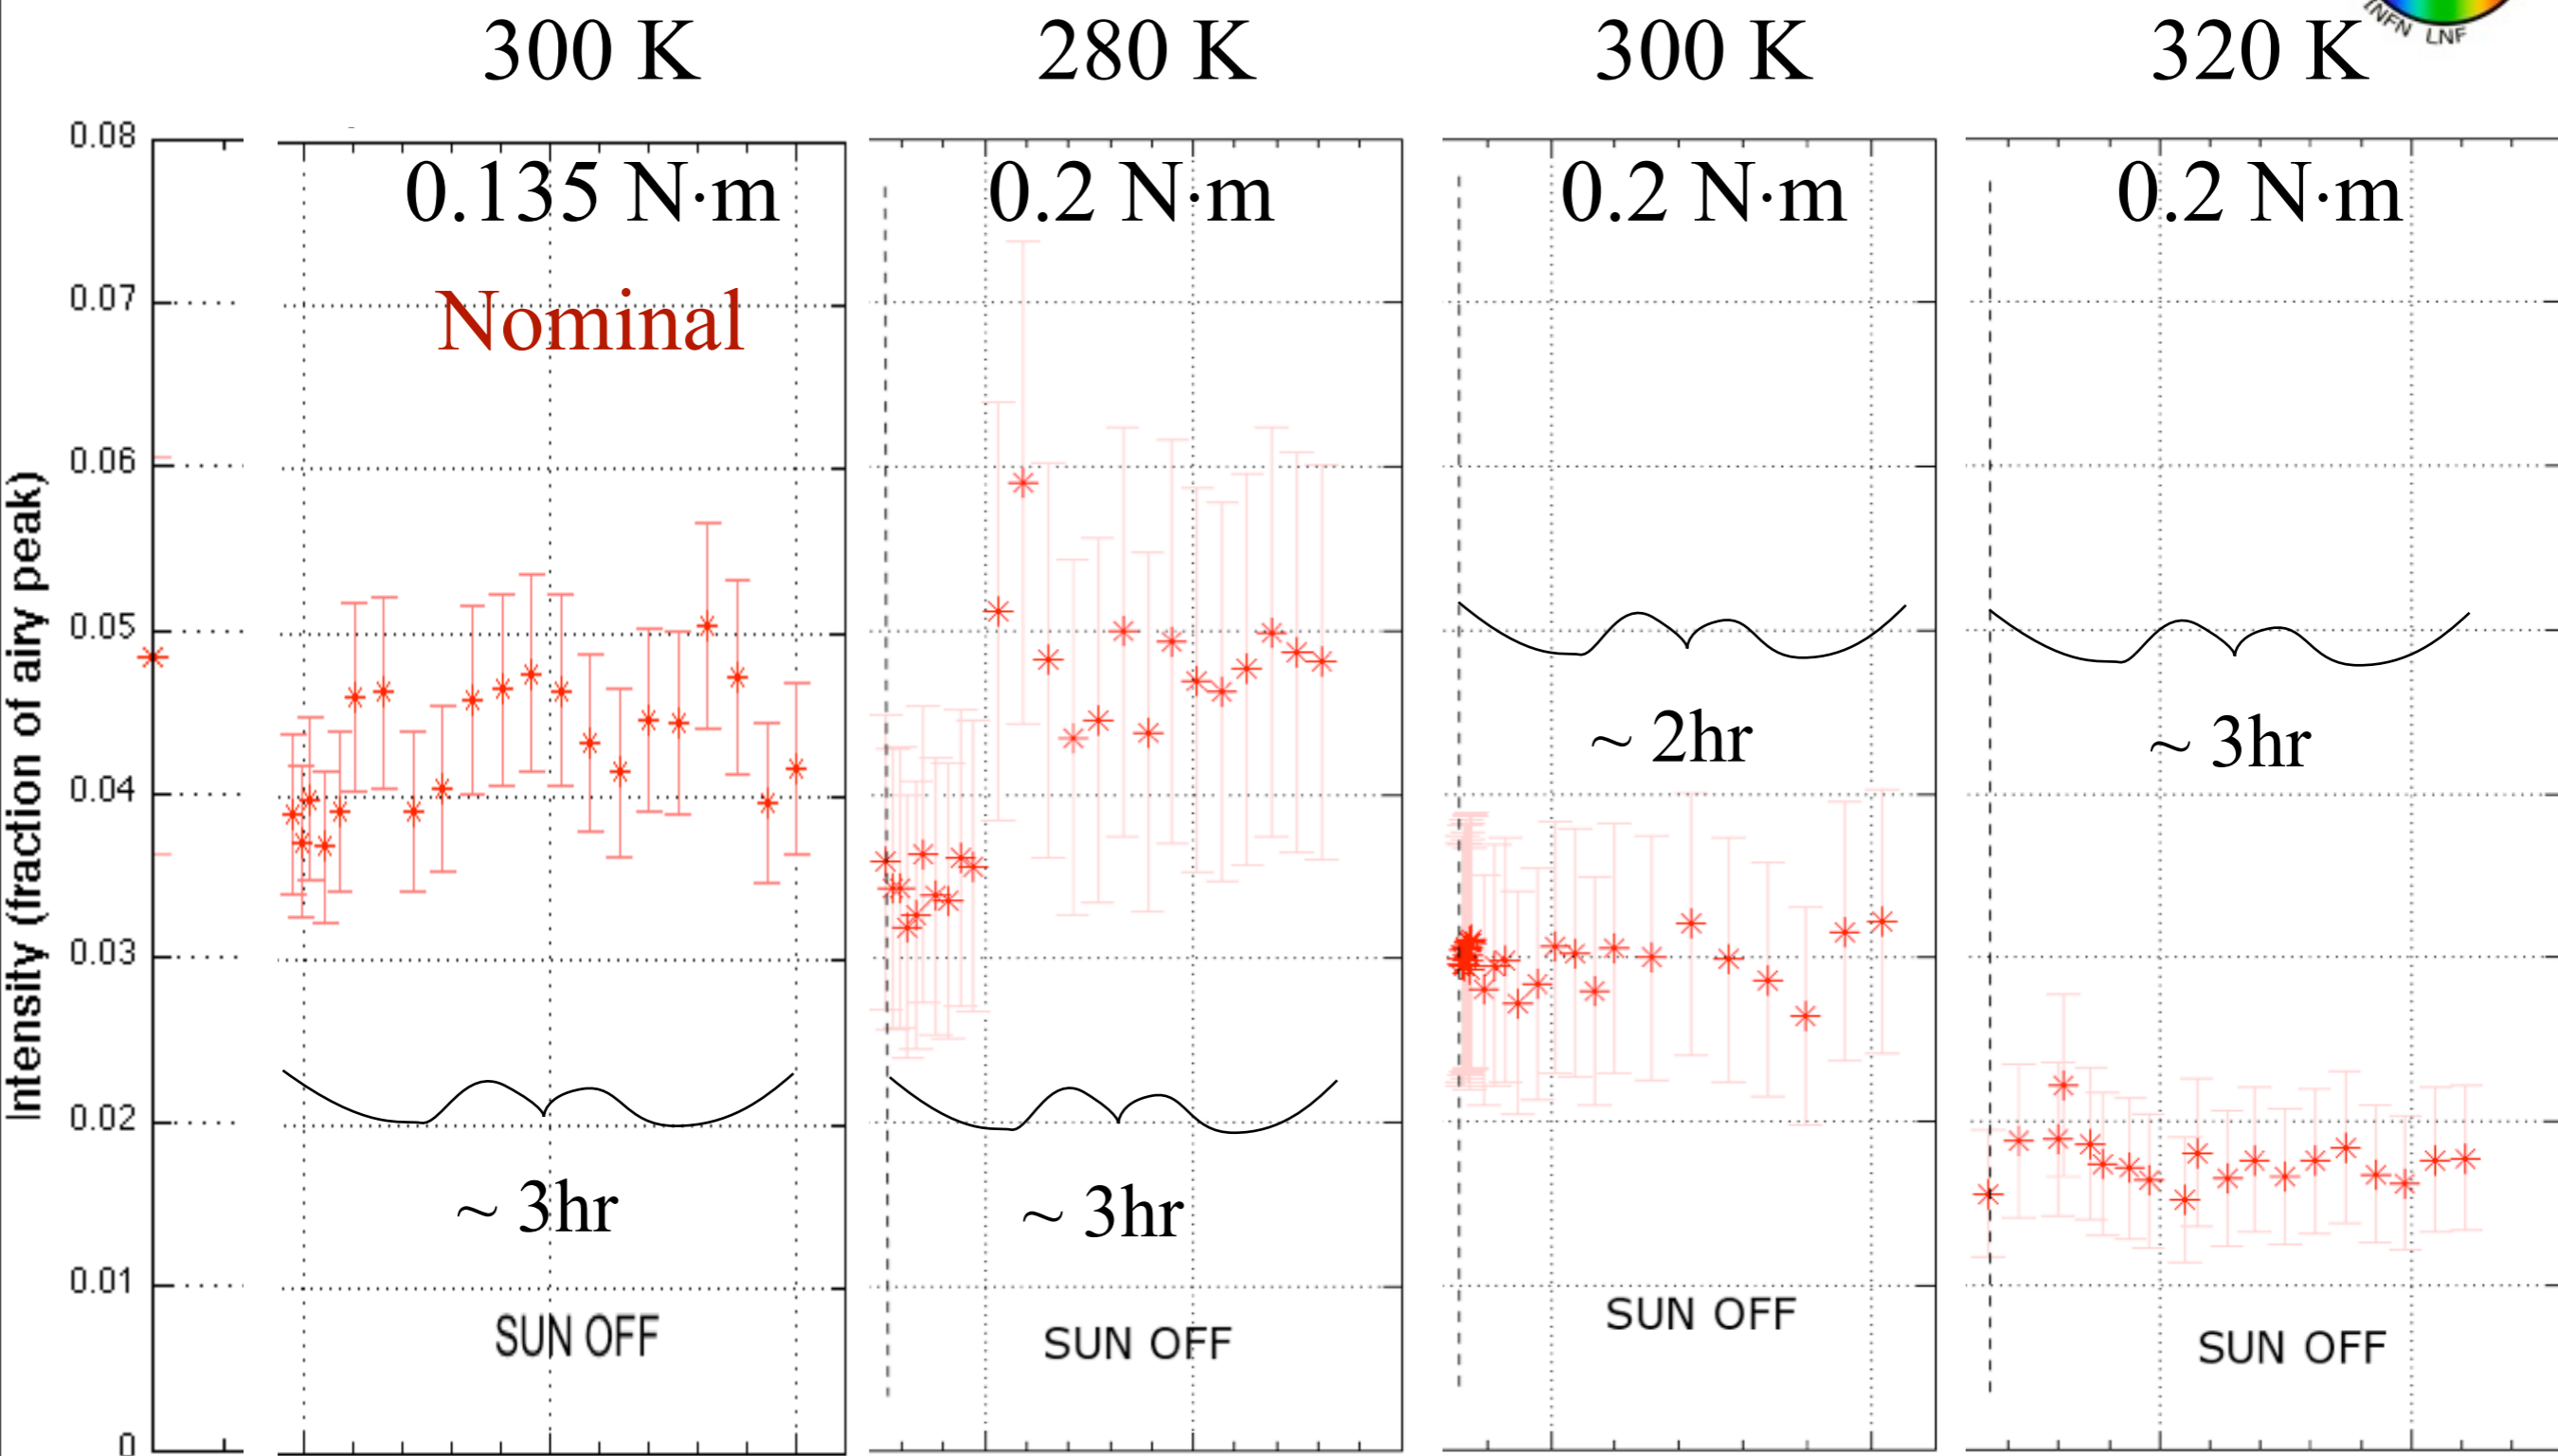 300 K
280 K
300 K
320 K
INFN LNF
0.135 N·m
0.2 N·m
0.2 N·m
0.2 N·m
Nominal
Intensity (fraction of airy peak)
0.08
0.07
0.06
0.05
0.04
0.03
0.02
0.01
0
~ 3hr
~ 3hr
~ 2hr
~ 3hr
SUN OFF
SUN OFF
SUN OFF
SUN OFF